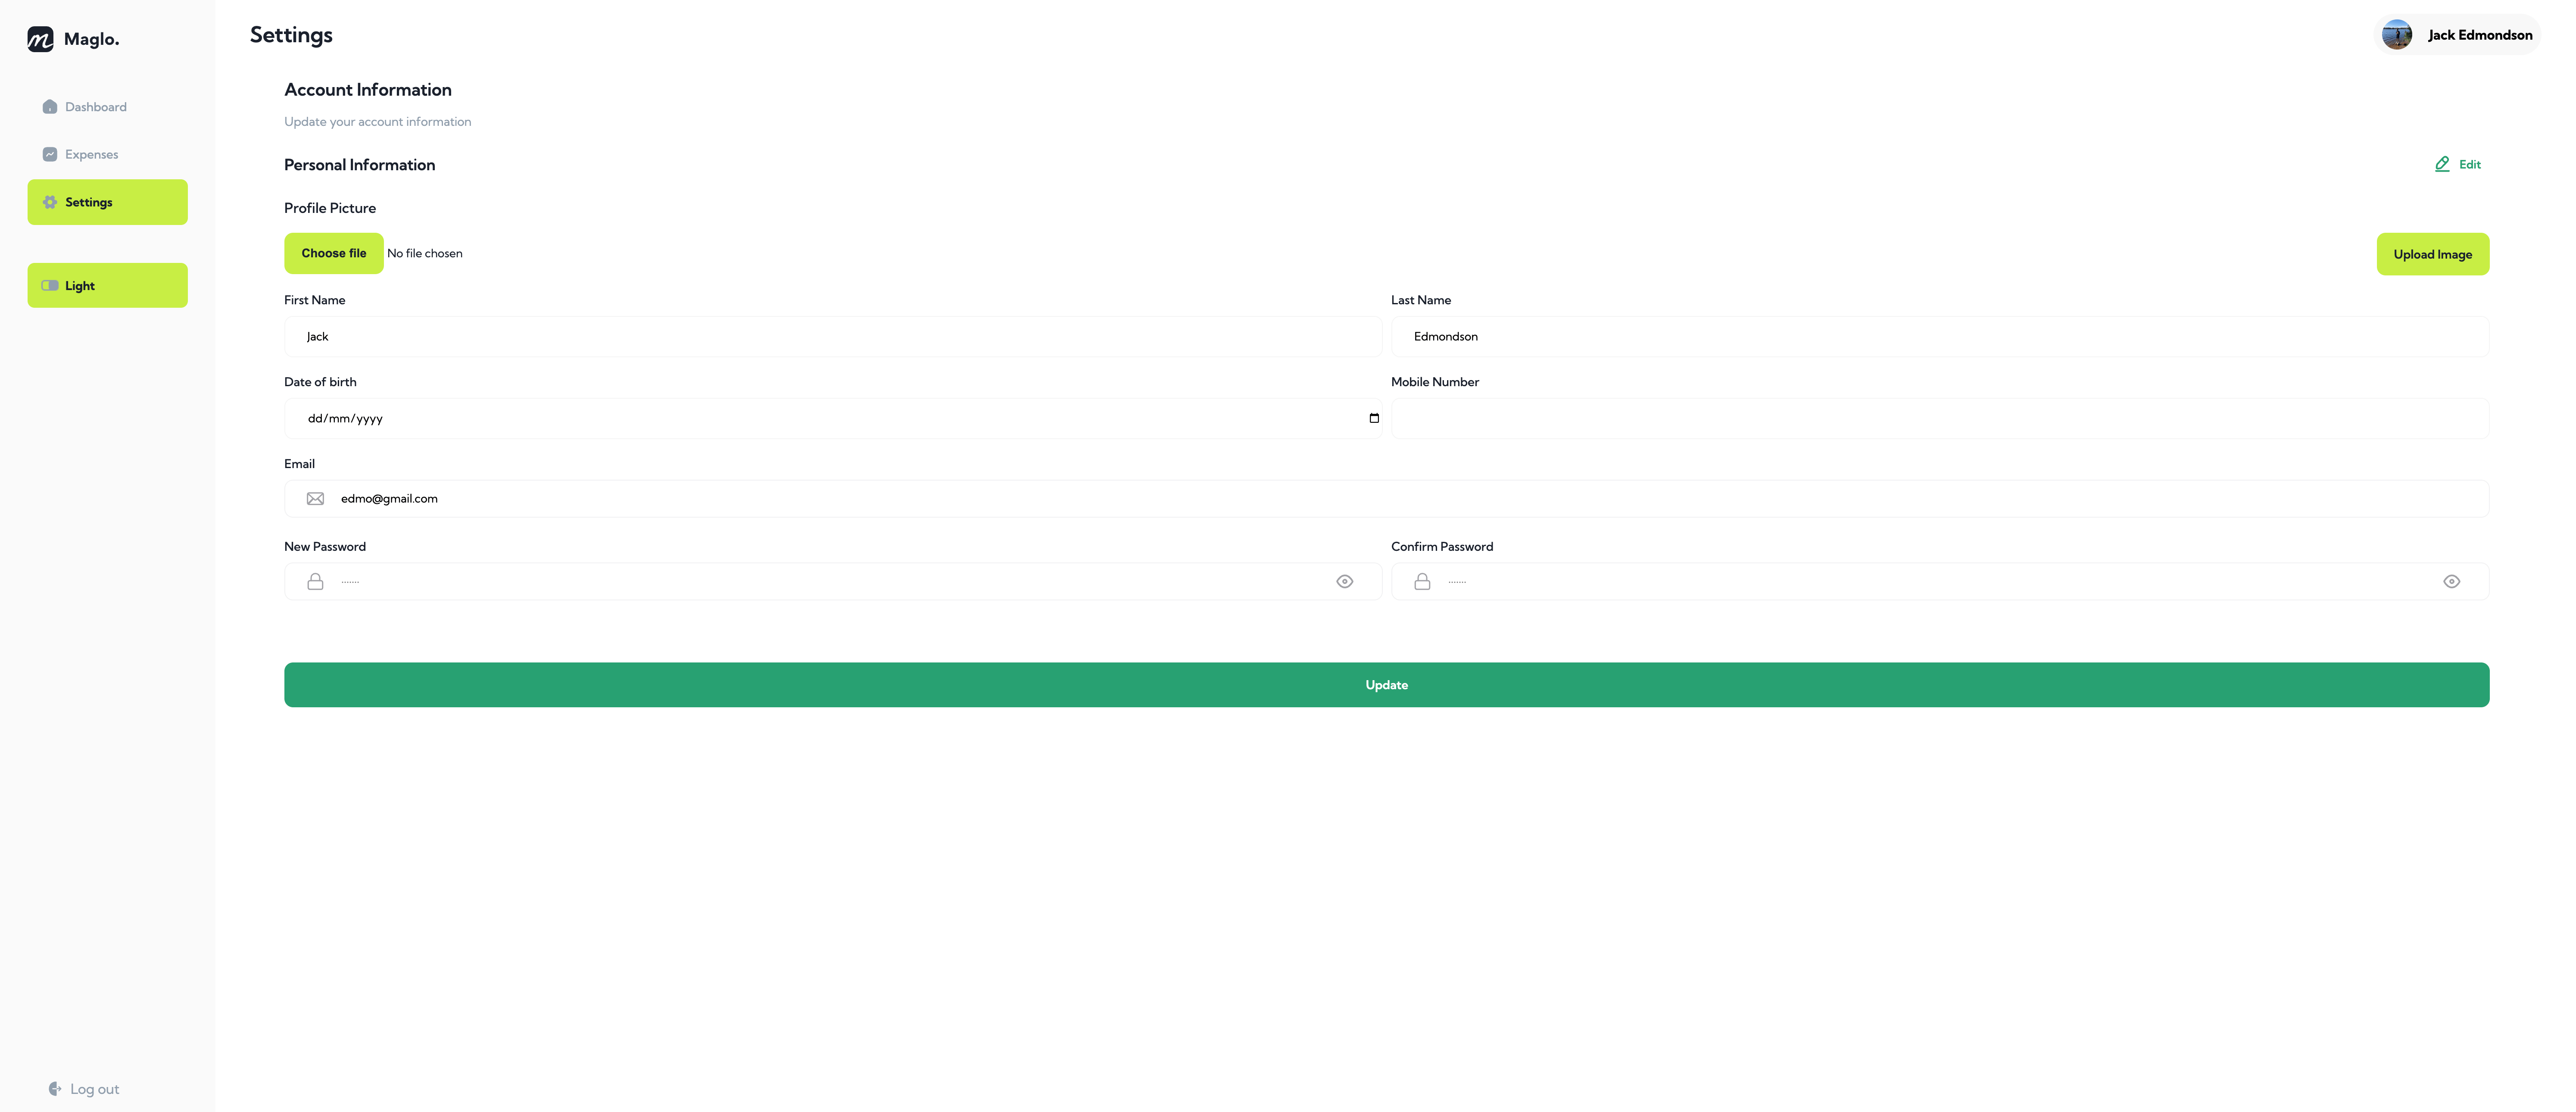 Maglo.
Settings
Jack Edmondson
Dashboard
Expenses
Settings
Light
Log out
Account Information
Update your account information
Personal Information
Edit
Profile Picture
Choose file No file chosen
Upload Image
First Name
Last Name
Jack
Edmondson
Date of birth
Mobile Number
dd/mm/yyyy
Email
edmo@gmail.com
New Password
Confirm Password
.......
.......
Update